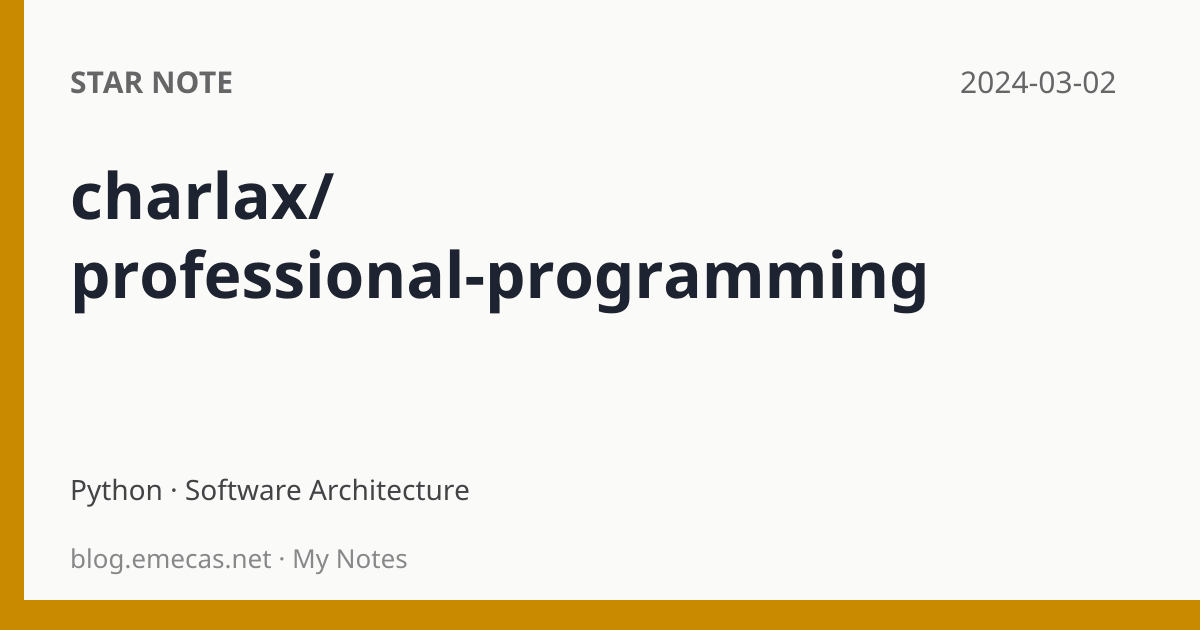 STAR NOTE
2024-03-02
charlax/
professional-programming
Python · Software Architecture
blog.emecas.net · My Notes